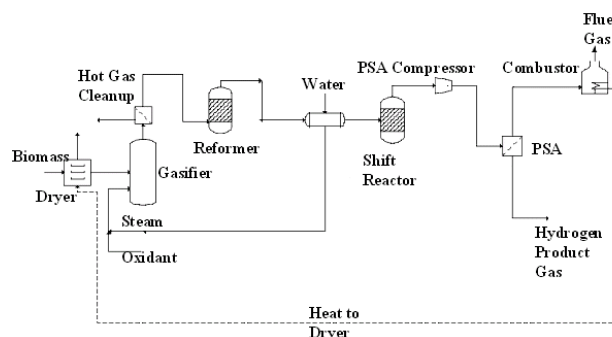 Flue
Gas
Hot Gas
Cleanup
Water
PSA Compressor
Combustor
Reformer
Biomass
Gasifier
Shift
Reactor
PSA
Dryer
Steam
Oxidant
Hydrogen
Product
Gas
Heat to
Dryer